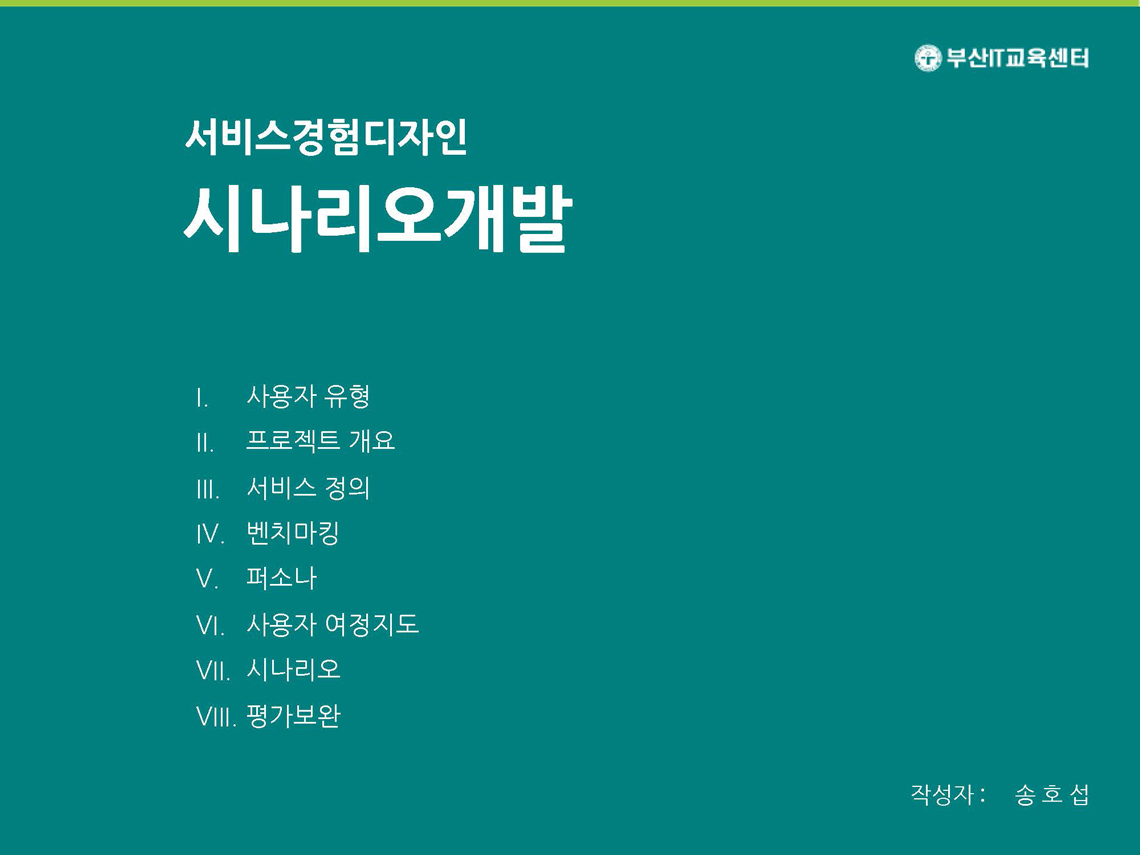 부산IT교육센터
서비스경험디자인
시나리오개발
I. 사용자 유형
II. 프로젝트 개요
III. 서비스 정의
IV. 벤치마킹
V. 퍼소나
VI. 사용자 여정지도
VII. 시나리오
VIII. 평가보완
작성자 : 송 호 섭